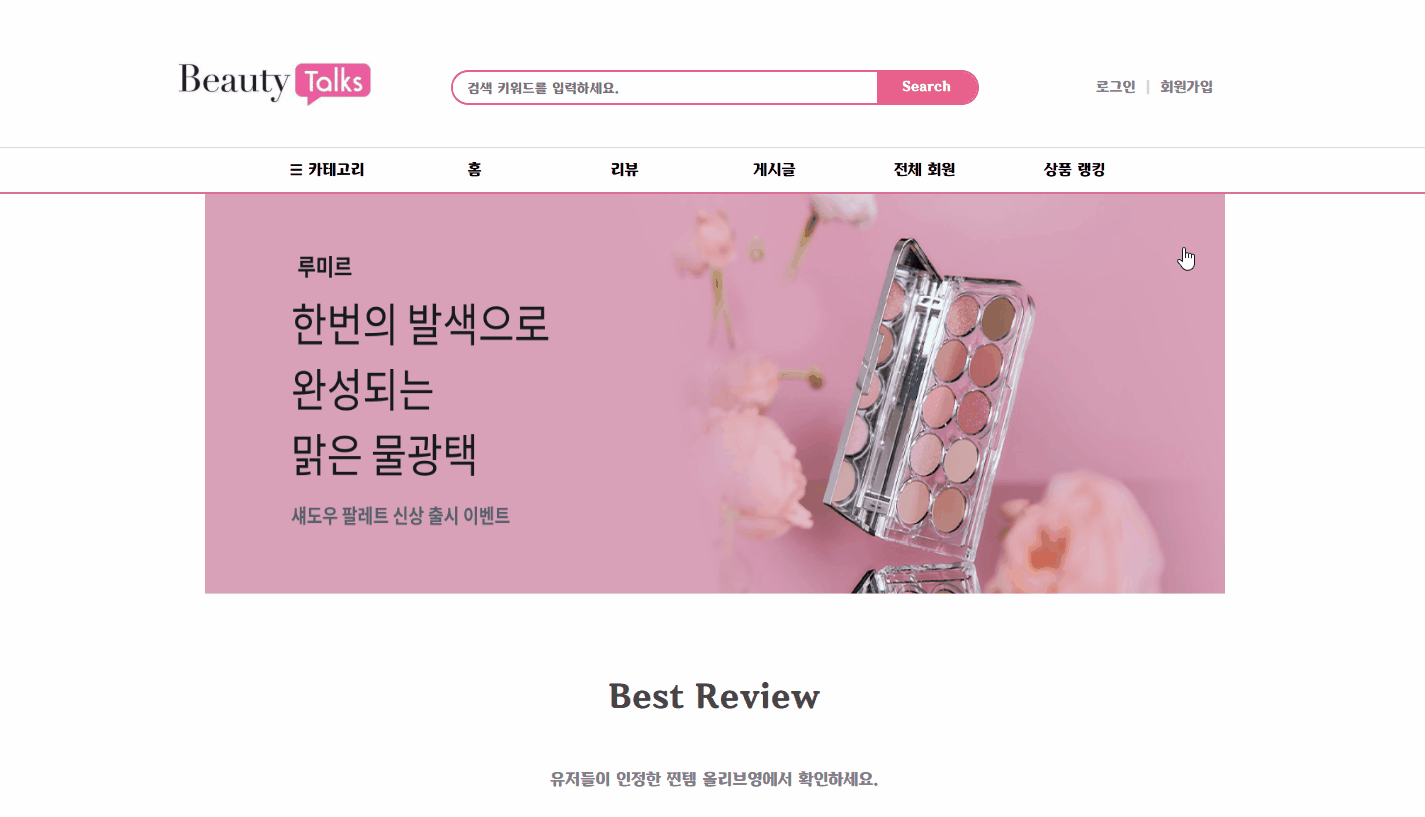 Beauty Talks
검색 키워드를 입력하세요.
Search
로그인 | 회원가입
☰ 카테고리
홈
리뷰
게시글
전체 회원
상품 랭킹
루미르
한번의 발색으로
완성되는
맑은 물광택
섀도우 팔레트 신상 출시 이벤트
Best Review
유저들이 인정한 찐템 올리브영에서 확인하세요.